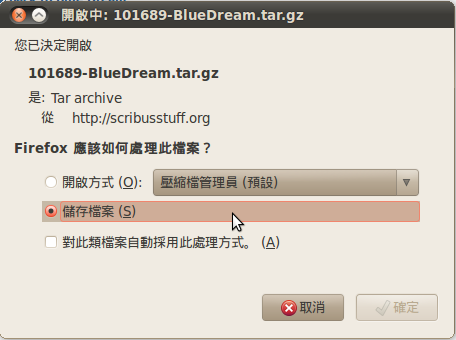 開啟中: 101689-BlueDream.tar.gz
您已決定開啟
101689-BlueDream.tar.gz
是: Tar archive
從 http://scribusstuff.org
Firefox 應該如何處理此檔案？
開啟方式 (O): 壓縮檔管理員 (預設)
儲存檔案 (S)
對此類檔案自動採用此處理方式。 (A)
取消 確定